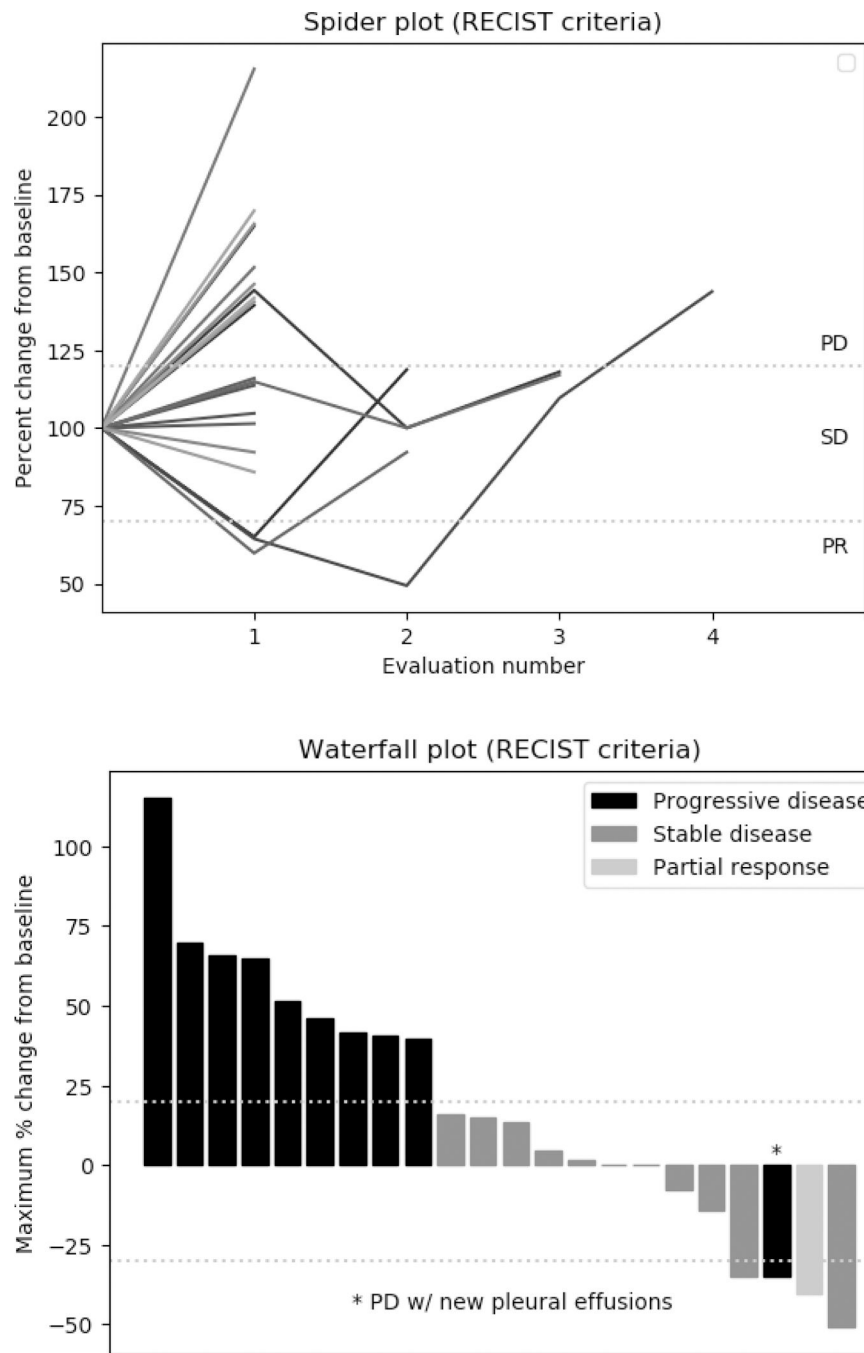 Spider plot (RECIST criteria)
Percent change from baseline
200
175
150
125
100
75
50
PD
SD
PR
1 2 3 4
Evaluation number
Waterfall plot (RECIST criteria)
Maximum % change from baseline
100
75
50
25
0
−25
−50
Progressive disease
Stable disease
Partial response
*
* PD w/ new pleural effusions